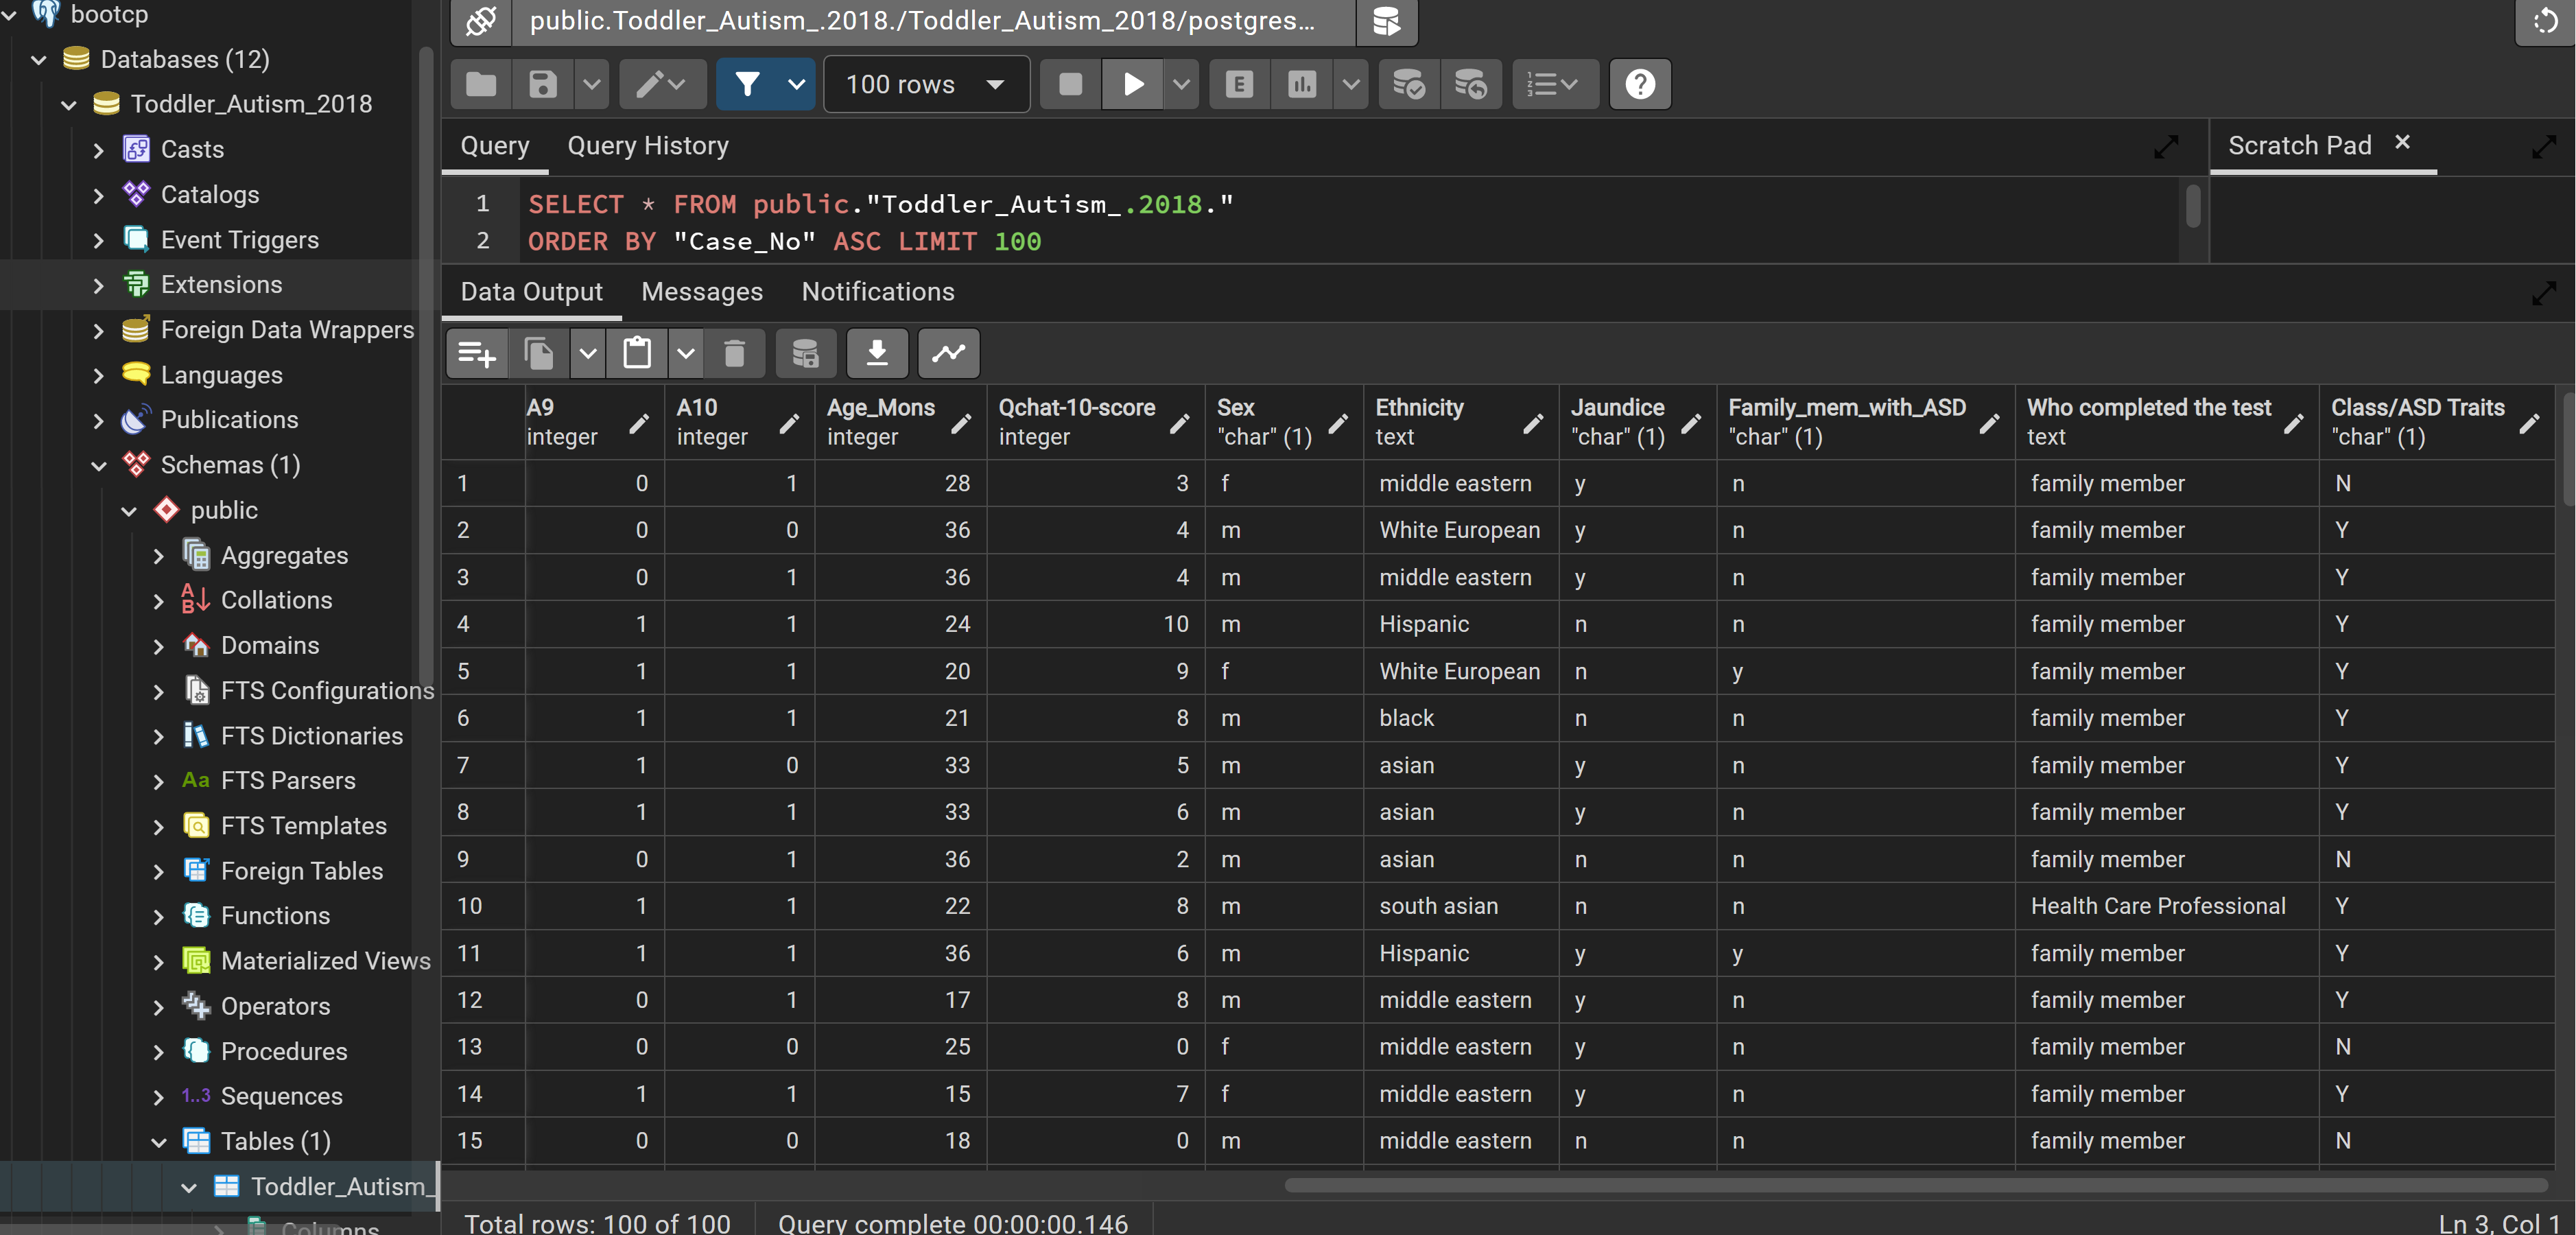 bootcp
Databases (12)
Toddler_Autism_2018
Casts
Catalogs
Event Triggers
Extensions
Foreign Data Wrappers
Languages
Publications
Schemas (1)
public
Aggregates
Collations
Domains
FTS Configurations
FTS Dictionaries
Aa FTS Parsers
FTS Templates
Foreign Tables
Functions
Materialized Views
Operators
Procedures
1..3 Sequences
Tables (1)
Toddler_Autism_
Columns
public.Toddler_Autism_.2018./Toddler_Autism_2018/postgres...
100 rows
E
Query Query History
Scratch Pad ×
1 SELECT * FROM public."Toddler_Autism_.2018."
2 ORDER BY "Case_No" ASC LIMIT 100
Data Output Messages Notifications
A9 A10 Age_Mons Qchat-10-score Sex Ethnicity Jaundice Family_mem_with_ASD Who completed the test Class/ASD Traits
integer integer integer integer "char" (1) text "char" (1) "char" (1) text "char" (1)
1 0 1 28 3 f middle eastern y n family member N
2 0 0 36 4 m White European y n family member Y
3 0 1 36 4 m middle eastern y n family member Y
4 1 1 24 10 m Hispanic n n family member Y
5 1 1 20 9 f White European n y family member Y
6 1 1 21 8 m black n n family member Y
7 1 0 33 5 m asian y n family member Y
8 1 1 33 6 m asian y n family member Y
9 0 1 36 2 m asian n n family member N
10 1 1 22 8 m south asian n n Health Care Professional Y
11 1 1 36 6 m Hispanic y y family member Y
12 0 1 17 8 m middle eastern y n family member Y
13 0 0 25 0 f middle eastern y n family member N
14 1 1 15 7 f middle eastern y n family member Y
15 0 0 18 0 m middle eastern n n family member N
Total rows: 100 of 100 Query complete 00:00:00.146 Ln 3, Col 1